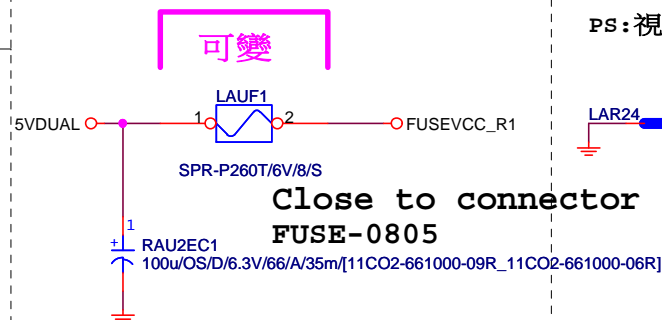 PS:視
可變
LAUF1
LAR24
5VDUAL
1
2
FUSEVCC_R1
SPR-P260T/6V/8/S
Close to connector
FUSE-0805
1
+
RAU2EC1
100u/OS/D/6.3V/66/A/35m/[11CO2-661000-09R_11CO2-661000-06R]